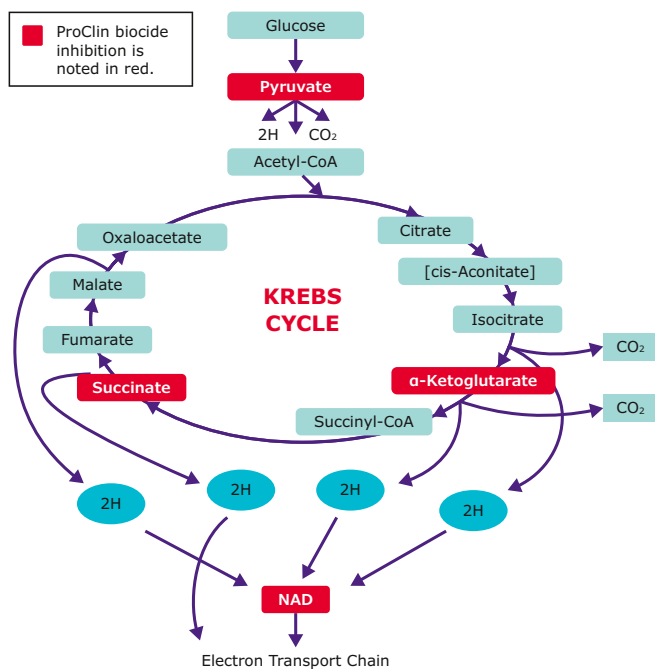 ProClin biocide
inhibition is
noted in red.
Glucose
Pyruvate
2H
CO₂
Acetyl-CoA
Oxaloacetate
Citrate
[cis-Aconitate]
Malate
KREBS
CYCLE
Isocitrate
Fumarate
CO₂
Succinate
α-Ketoglutarate
CO₂
Succinyl-CoA
2H
2H
2H
2H
NAD
Electron Transport Chain